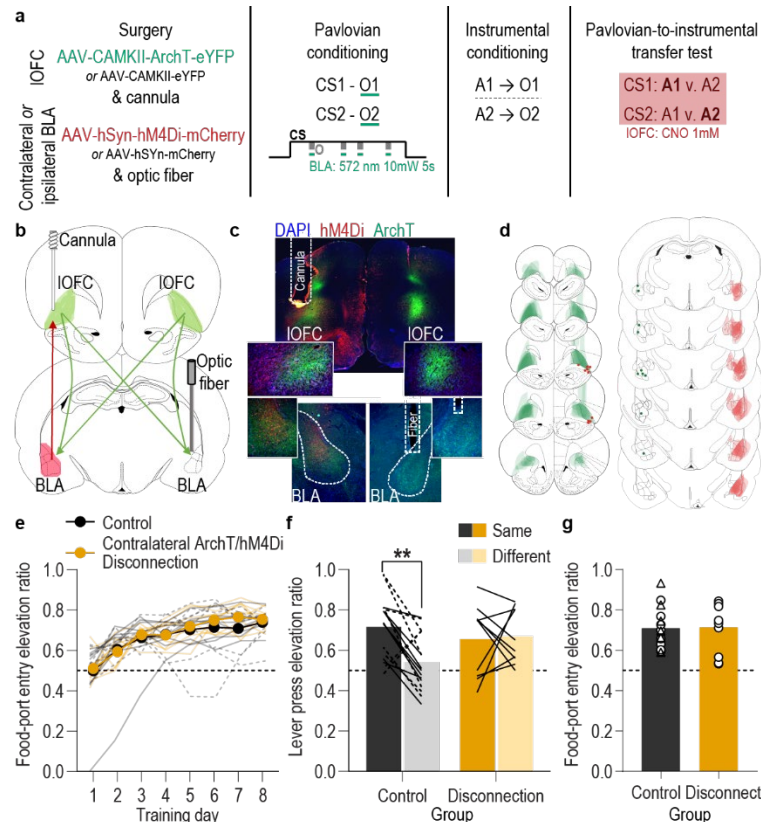 a
Surgery
lOFC
AAV-CAMKII-ArchT-eYFP
or AAV-CAMKII-eYFP
& cannula
Contralateral or
ipsilateral BLA
AAV-hSyn-hM4Di-mCherry
or AAV-hSYn-mCherry
& optic fiber
Pavlovian
conditioning
CS1 - O1
CS2 - O2
CS
O
BLA: 572 nm 10mW 5s
Instrumental
conditioning
A1 → O1
A2 → O2
Pavlovian-to-instrumental
transfer test
CS1: A1 v. A2
CS2: A1 v. A2
lOFC: CNO 1mM
b
Cannula
lOFC
lOFC
Optic
fiber
BLA
BLA
c
DAPI hM4Di ArchT
Cannula
lOFC
lOFC
Fiber
BLA
BLA
d
e
Control
Contralateral ArchT/hM4Di
Disconnection
Food-port entry elevation ratio
1.0
0.8
0.6
0.4
0.2
0.0
1 2 3 4 5 6 7 8
Training day
f
Same
Different
**
Lever press elevation ratio
1.0
0.8
0.6
0.4
0.2
0.0
Control Disconnection
Group
g
Food-port entry elevation ratio
1.0
0.8
0.6
0.4
0.2
0.0
Control Disconnect
Group